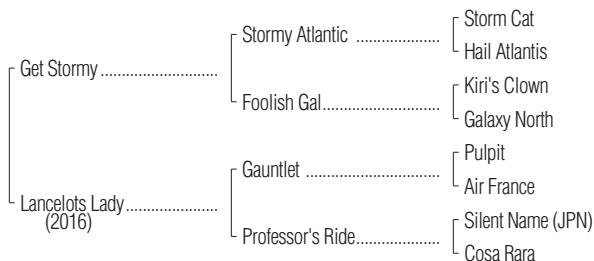 Storm Cat
Stormy Atlantic ....................
Hail Atlantis
Get Stormy ............................
Kiri's Clown
Foolish Gal ............................
Galaxy North
Pulpit
Gauntlet ................................
Air France
Lancelots Lady ......................
(2016)
Silent Name (JPN)
Professor's Ride ....................
Cosa Rara